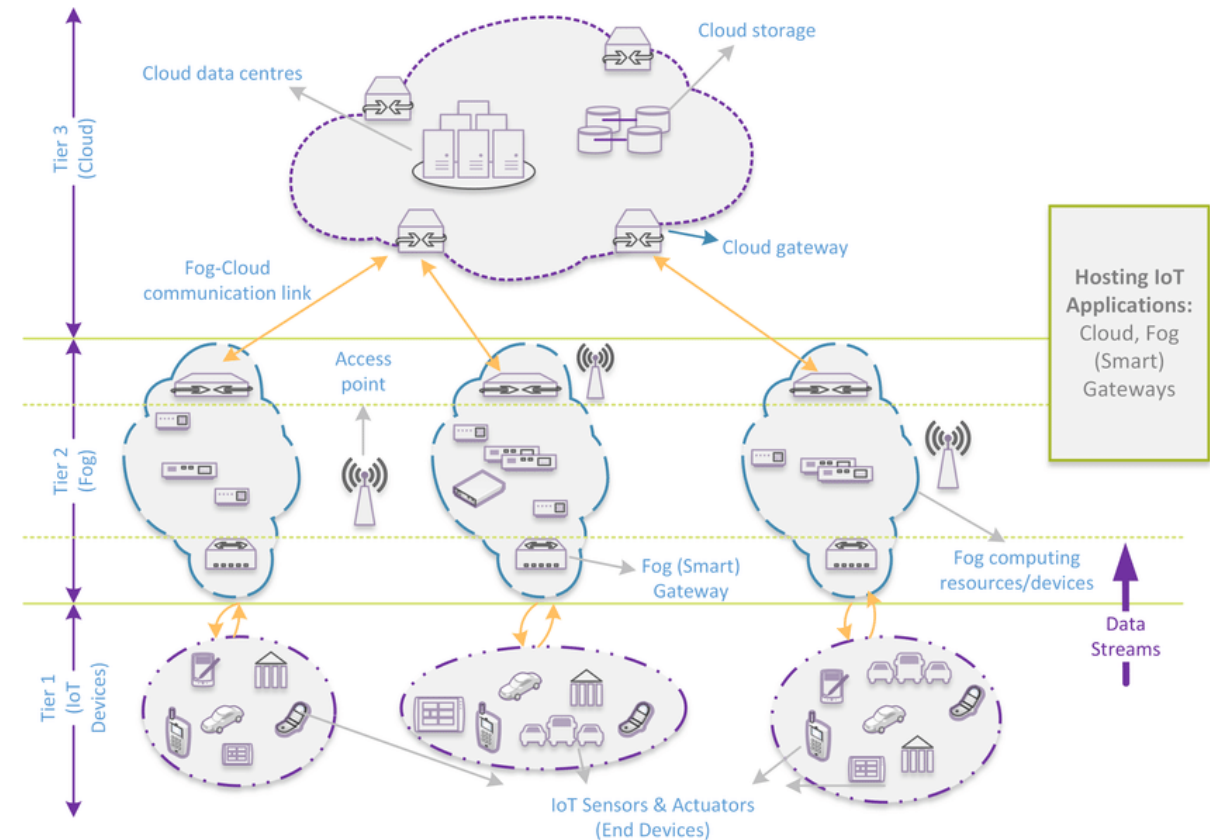 Cloud storage
Cloud data centres
Tier 3
(Cloud)
Cloud gateway
Fog-Cloud
communication link
Hosting IoT
Applications:
Cloud, Fog
(Smart)
Gateways
Access
point
Tier 2
(Fog)
Fog (Smart)
Gateway
Fog computing
resources/devices
Data
Streams
Tier 1
(IoT
Devices)
IoT Sensors & Actuators
(End Devices)